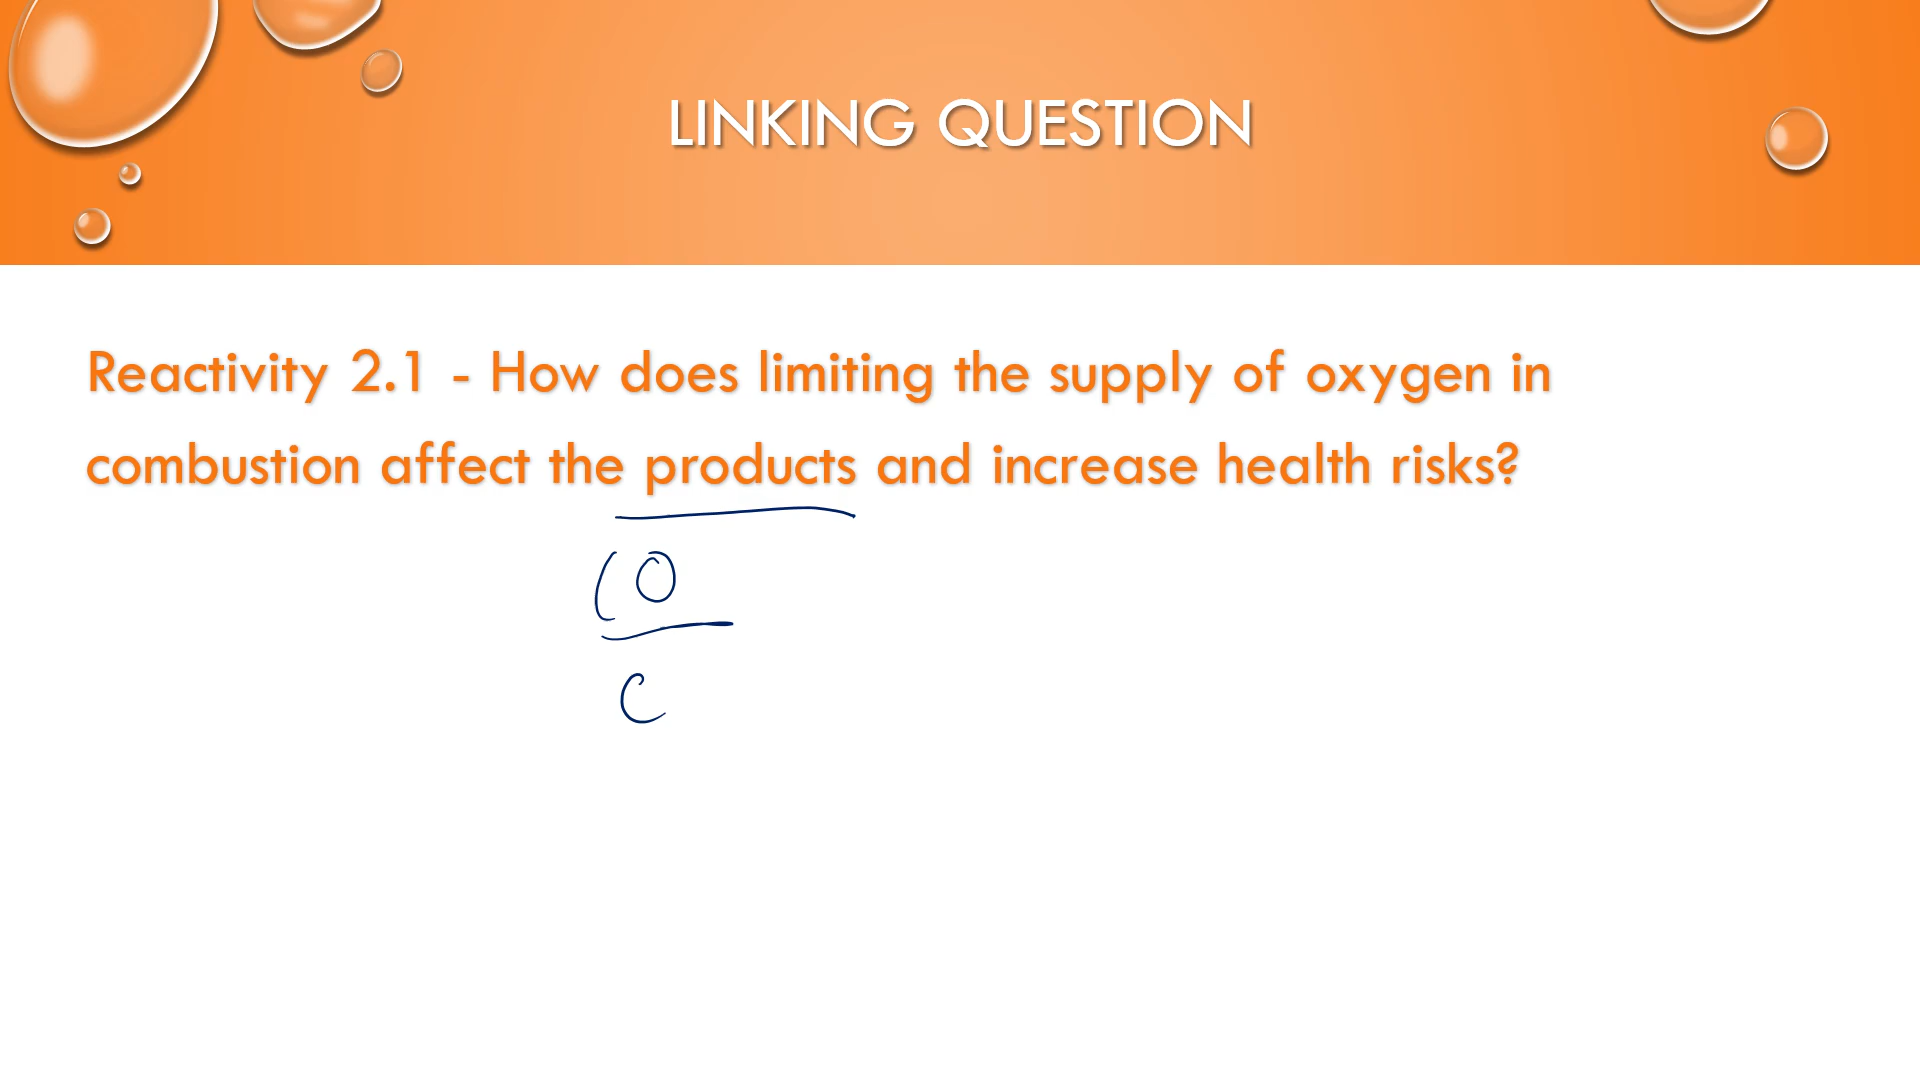 LINKING QUESTION
Reactivity 2.1 - How does limiting the supply of oxygen in
combustion affect the products and increase health risks?
CO
C